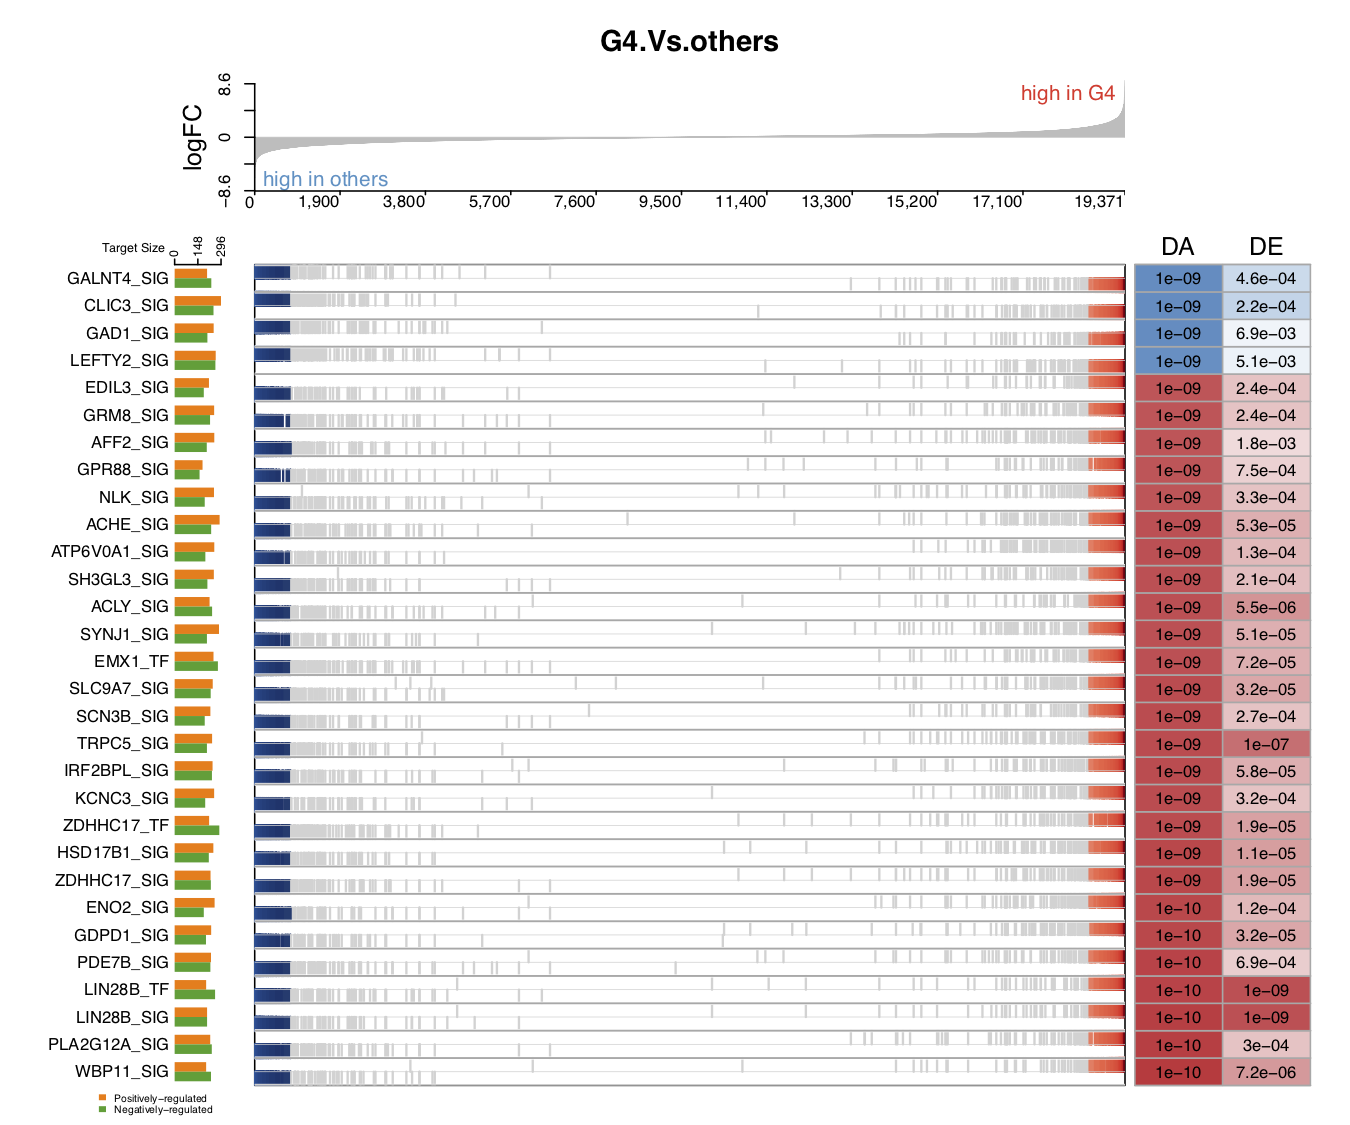 G4.Vs.others
8.6
0
−8.6
logFC
high in G4
high in others
0 1,900 3,800 5,700 7,600 9,500 11,400 13,300 15,200 17,100 19,371
Target Size 0 148 296
DA DE
GALNT4_SIG 1e−09 4.6e−04
CLIC3_SIG 1e−09 2.2e−04
GAD1_SIG 1e−09 6.9e−03
LEFTY2_SIG 1e−09 5.1e−03
EDIL3_SIG 1e−09 2.4e−04
GRM8_SIG 1e−09 2.4e−04
AFF2_SIG 1e−09 1.8e−03
GPR88_SIG 1e−09 7.5e−04
NLK_SIG 1e−09 3.3e−04
ACHE_SIG 1e−09 5.3e−05
ATP6V0A1_SIG 1e−09 1.3e−04
SH3GL3_SIG 1e−09 2.1e−04
ACLY_SIG 1e−09 5.5e−06
SYNJ1_SIG 1e−09 5.1e−05
EMX1_TF 1e−09 7.2e−05
SLC9A7_SIG 1e−09 3.2e−05
SCN3B_SIG 1e−09 2.7e−04
TRPC5_SIG 1e−09 1e−07
IRF2BPL_SIG 1e−09 5.8e−05
KCNC3_SIG 1e−09 3.2e−04
ZDHHC17_TF 1e−09 1.9e−05
HSD17B1_SIG 1e−09 1.1e−05
ZDHHC17_SIG 1e−09 1.9e−05
ENO2_SIG 1e−10 1.2e−04
GDPD1_SIG 1e−10 3.2e−05
PDE7B_SIG 1e−10 6.9e−04
LIN28B_TF 1e−10 1e−09
LIN28B_SIG 1e−10 1e−09
PLA2G12A_SIG 1e−10 3e−04
WBP11_SIG 1e−10 7.2e−06
Positively−regulated
Negatively−regulated